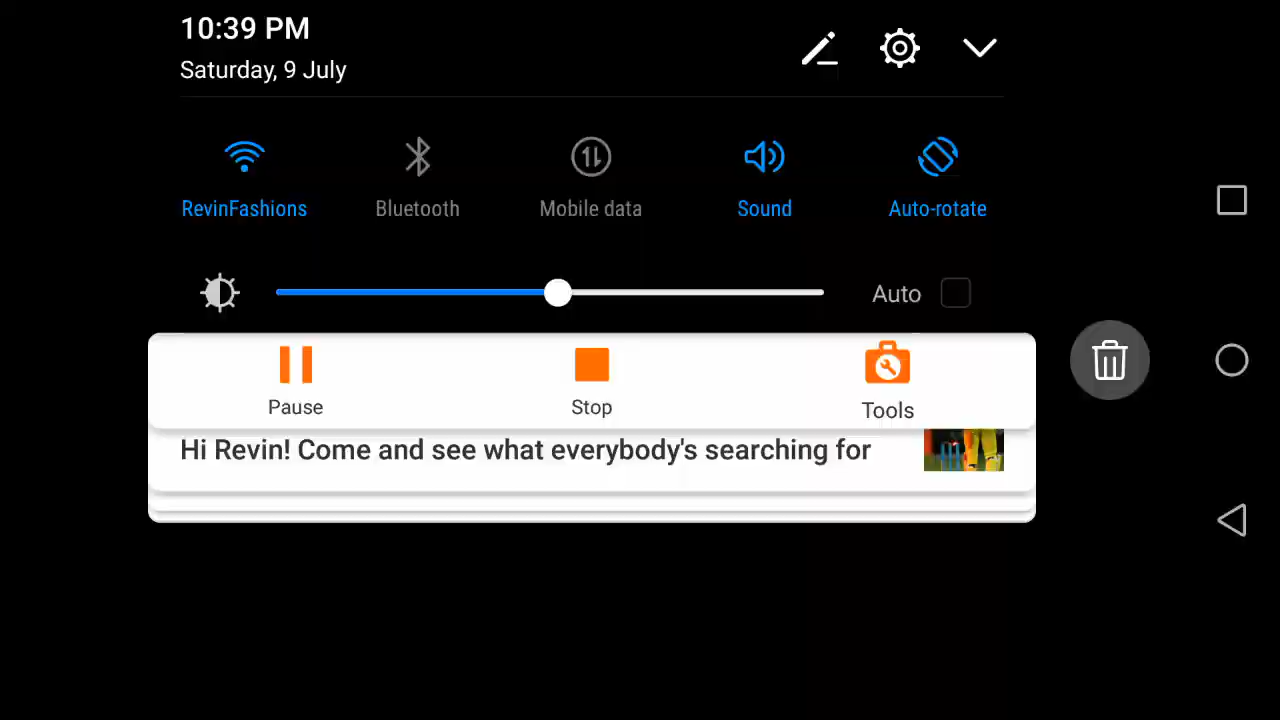 10:39 PM
Saturday, 9 July
RevinFashions
Bluetooth
Mobile data
Sound
Auto-rotate
Auto
Pause
Stop
Tools
Hi Revin! Come and see what everybody's searching for